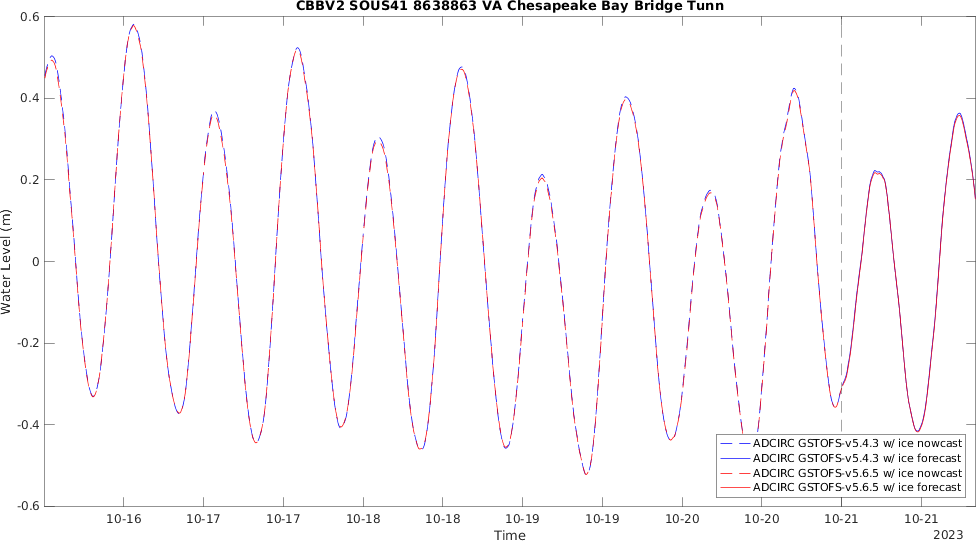 CBBV2 SOUS41 8638863 VA Chesapeake Bay Bridge Tunn
0.6
0.4
0.2
0
-0.2
-0.4
-0.6
Water Level (m)
ADCIRC GSTOFS-v5.4.3 w/ ice nowcast
ADCIRC GSTOFS-v5.4.3 w/ ice forecast
ADCIRC GSTOFS-v5.6.5 w/ ice nowcast
ADCIRC GSTOFS-v5.6.5 w/ ice forecast
10-16 10-17 10-17 10-18 10-18 10-19 10-19 10-20 10-20 10-21 10-21
Time
2023